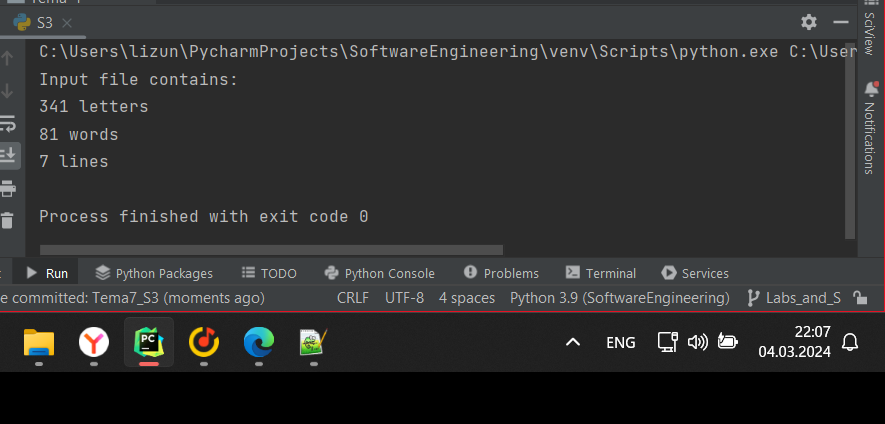 S3
C:\Users\lizun\PycharmProjects\SoftwareEngineering\venv\Scripts\python.exe C:\User
Input file contains:
341 letters
81 words
7 lines
Process finished with exit code 0
SciView
Notifications
Run Python Packages TODO Python Console Problems Terminal Services
e committed: Tema7_S3 (moments ago) CRLF UTF-8 4 spaces Python 3.9 (SoftwareEngineering) Labs_and_S
PC ENG 22:07
04.03.2024